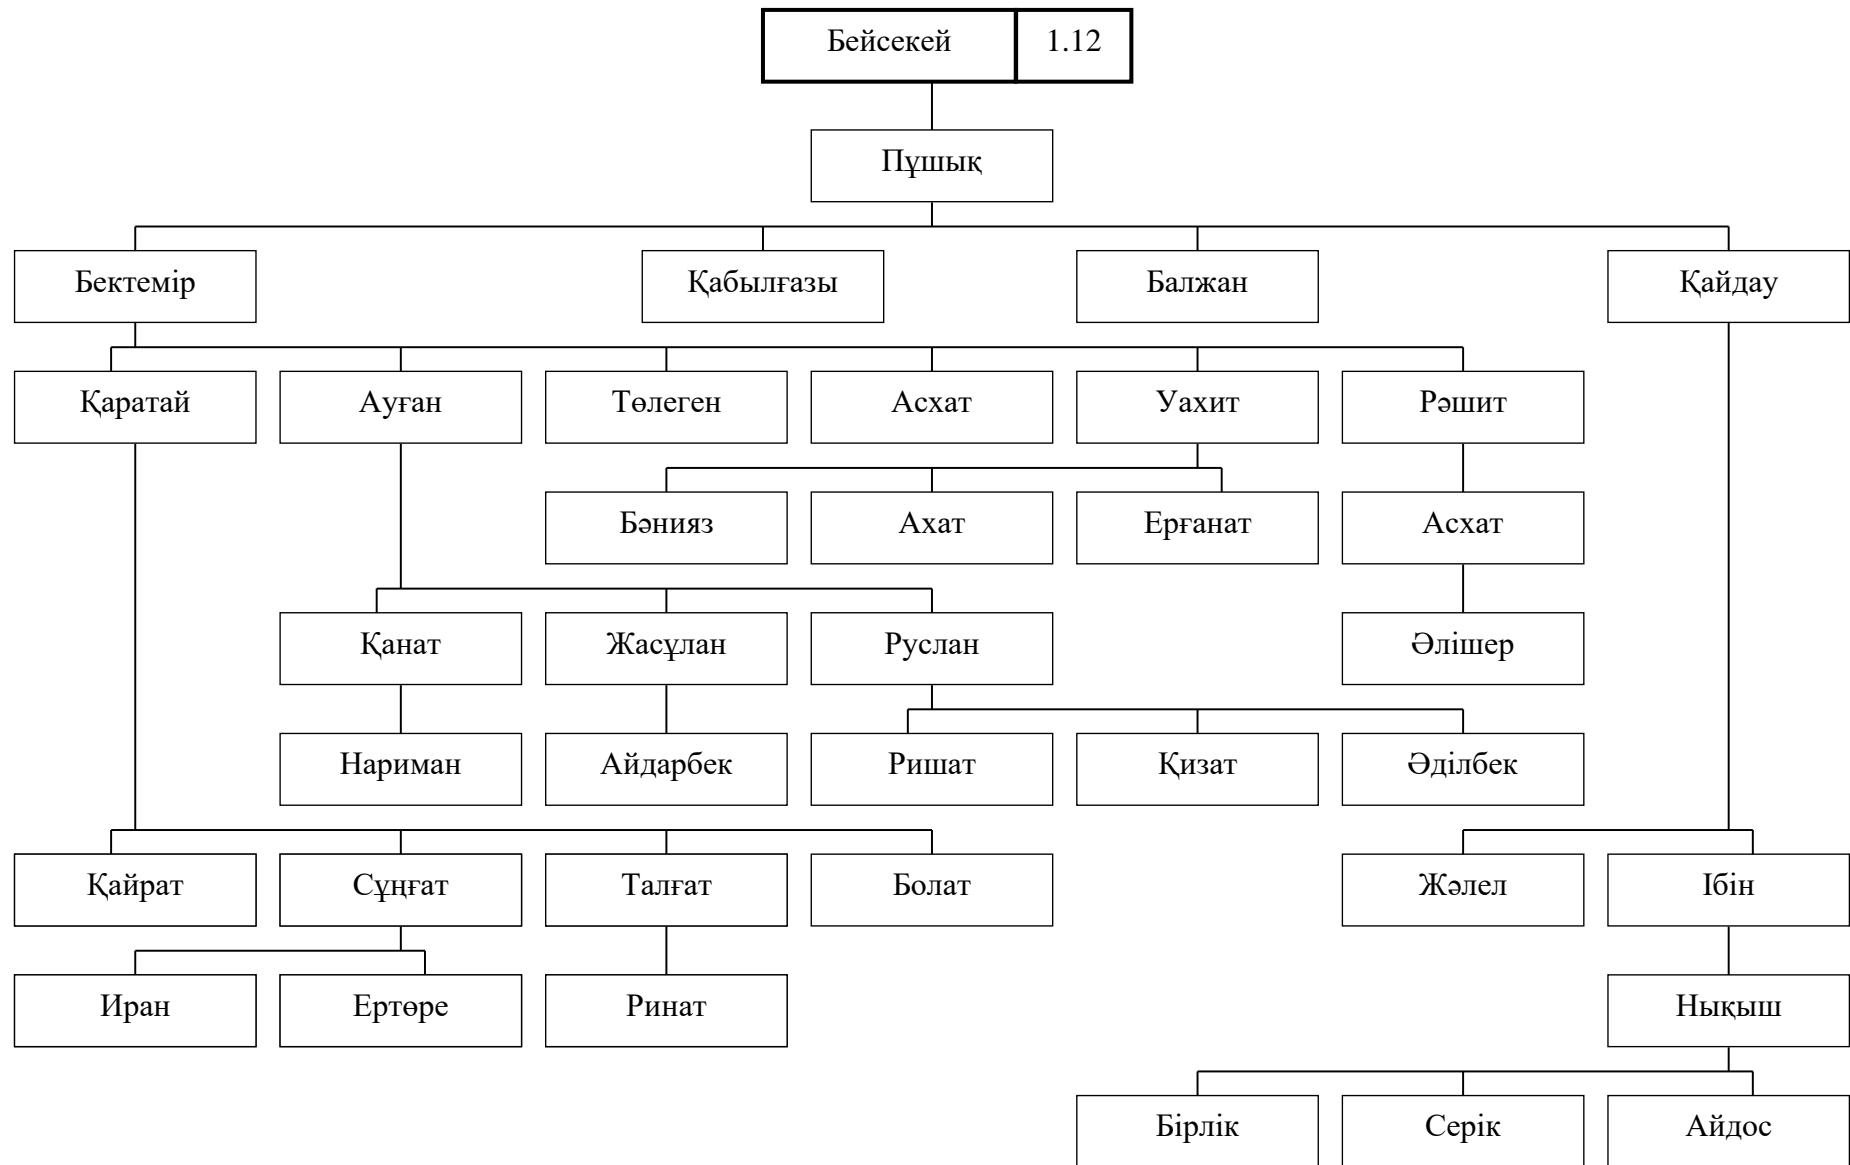 Бейсекей 1.12
Пұшық
Бектемір Қабылғазы Балжан Қайдау
Қаратай Ауған Төлеген Асхат Уахит Рәшит
Бәнияз Ахат Ерғанат Асхат
Қанат Жасұлан Руслан Әлішер
Нариман Айдарбек Ришат Қизат Әділбек
Қайрат Сұңғат Талғат Болат Жәлел Ібін
Иран Ертөре Ринат Нықыш
Бірлік Серік Айдос